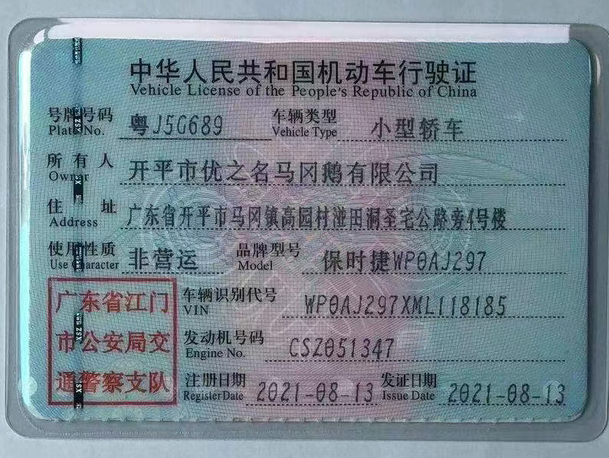 中华人民共和国机动车行驶证
Vehicle License of the People's Republic of China
号牌号码 粤J5G689 车辆类型 小型轿车
Plate No. Vehicle Type
所有人 开平市优之名马冈鹅有限公司
Owner
住址 广东省开平市马冈镇高园村湴田洞圣宅公路旁4号楼
Address
使用性质 非营运 品牌型号 保时捷WP0AJ297
Use Character Model
广东省江门 车辆识别代号 WP0AJ297XML118185
VIN
市公安局交 发动机号码 CSZ051347
Engine No.
通警察支队 注册日期 2021-08-13 发证日期 2021-08-13
Register Date Issue Date